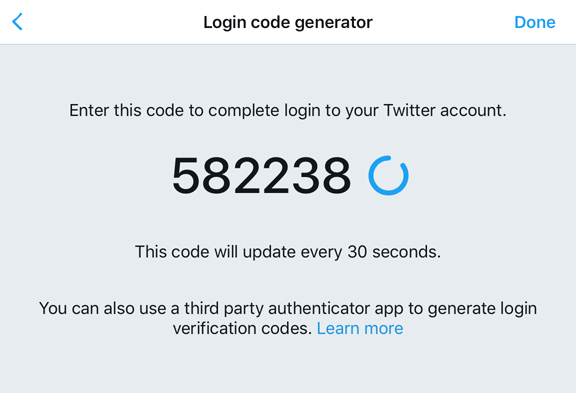 Login code generator
Done
Enter this code to complete login to your Twitter account.
582238
This code will update every 30 seconds.
You can also use a third party authenticator app to generate login
verification codes. Learn more